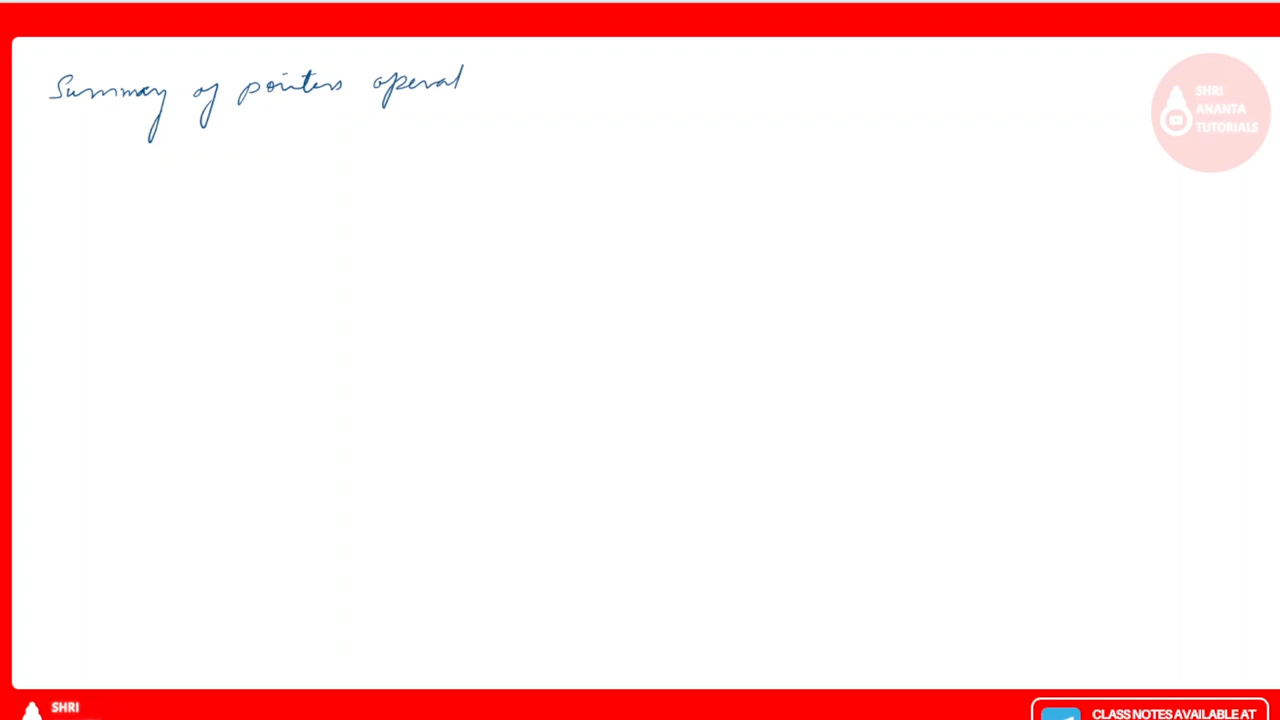 Summary of pointers operat
SHRI
ANANTA
TUTORIALS
SHRI
CLASS NOTES AVAILABLE AT